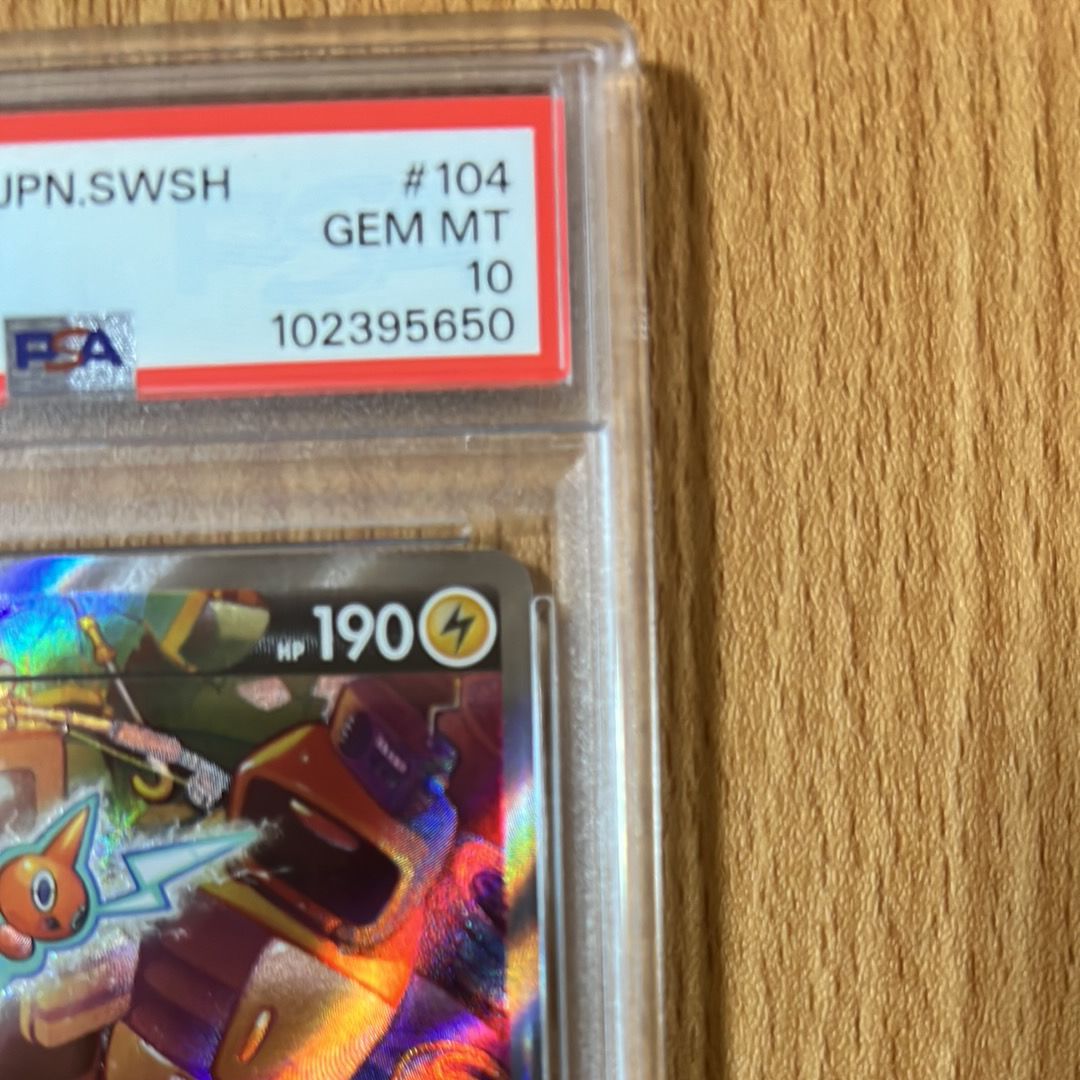 JPN.SWSH #104
GEM MT
10
PSA 102395650
HP 190